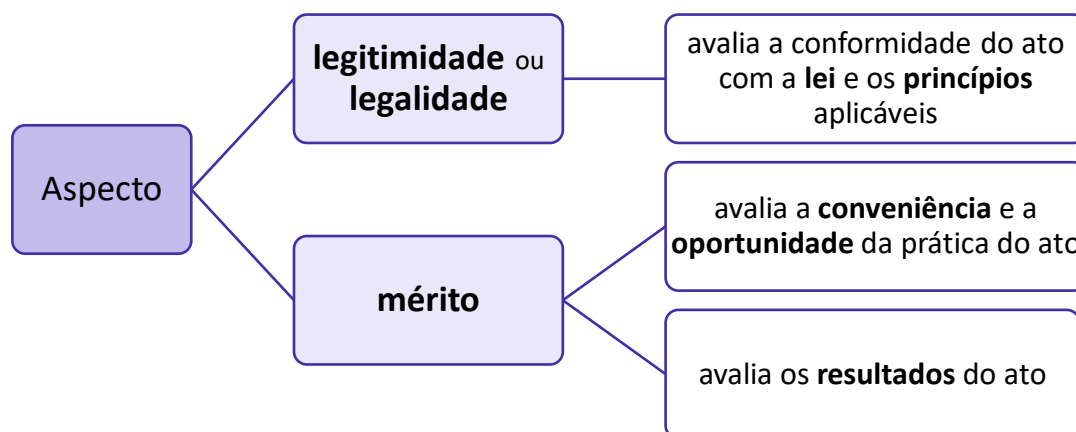 Aspecto
legitimidade ou
legalidade
avalia a conformidade do ato
com a lei e os princípios
aplicáveis
mérito
avalia a conveniência e a
oportunidade da prática do ato
avalia os resultados do ato